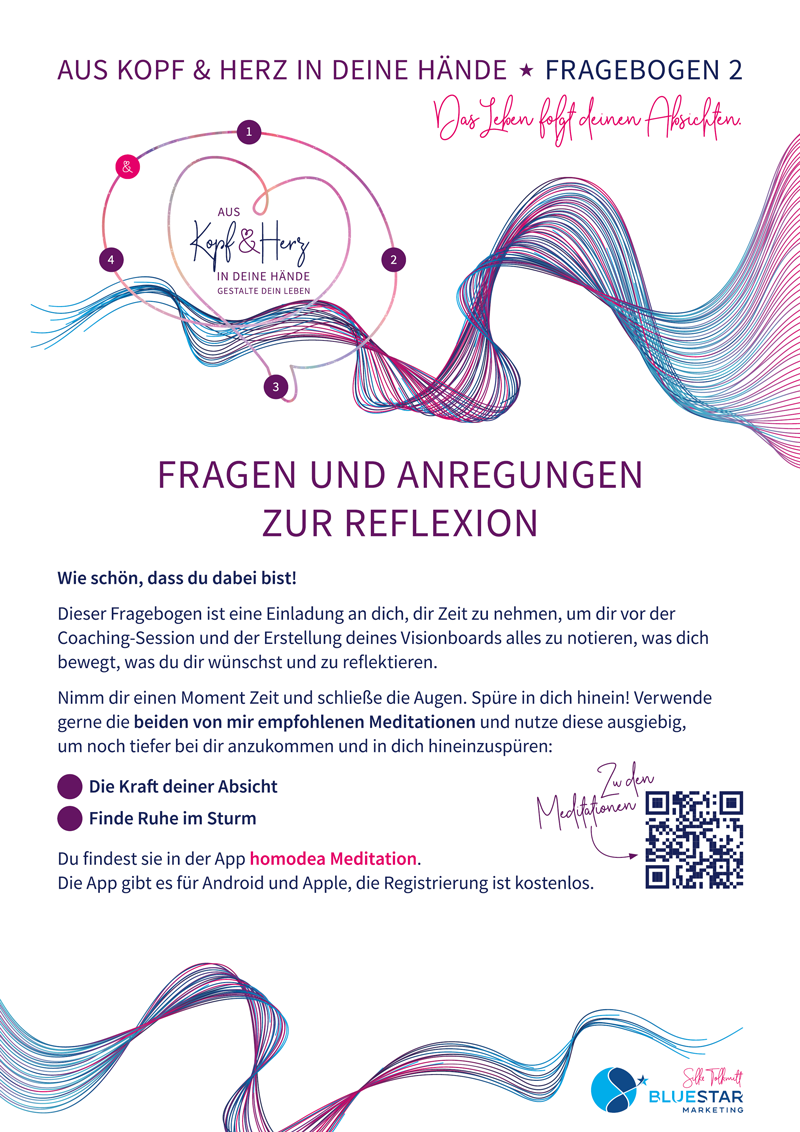 AUS KOPF & HERZ IN DEINE HÄNDE ★ FRAGEBOGEN 2
Das Leben folgt deinen Absichten.
1
&
4
2
3
AUS
Kopf & Herz
IN DEINE HÄNDE
GESTALTE DEIN LEBEN
FRAGEN UND ANREGUNGEN
ZUR REFLEXION
Wie schön, dass du dabei bist!
Dieser Fragebogen ist eine Einladung an dich, dir Zeit zu nehmen, um dir vor der
Coaching-Session und der Erstellung deines Visionboards alles zu notieren, was dich
bewegt, was du dir wünschst und zu reflektieren.
Nimm dir einen Moment Zeit und schließe die Augen. Spüre in dich hinein! Verwende
gerne die beiden von mir empfohlenen Meditationen und nutze diese ausgiebig,
um noch tiefer bei dir anzukommen und in dich hineinzuspüren:
Die Kraft deiner Absicht
Finde Ruhe im Sturm
Zu den
Meditationen
Du findest sie in der App homodea Meditation.
Die App gibt es für Android und Apple, die Registrierung ist kostenlos.
Silke Tolkmitt
BLUESTAR
MARKETING